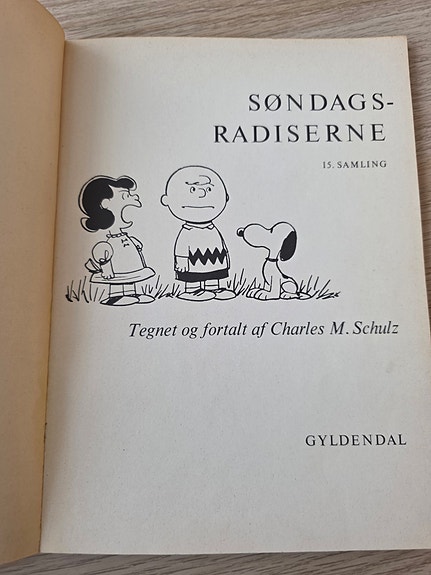 SØNDAGS-
RADISERNE
15. SAMLING
Tegnet og fortalt af Charles M. Schulz
GYLDENDAL